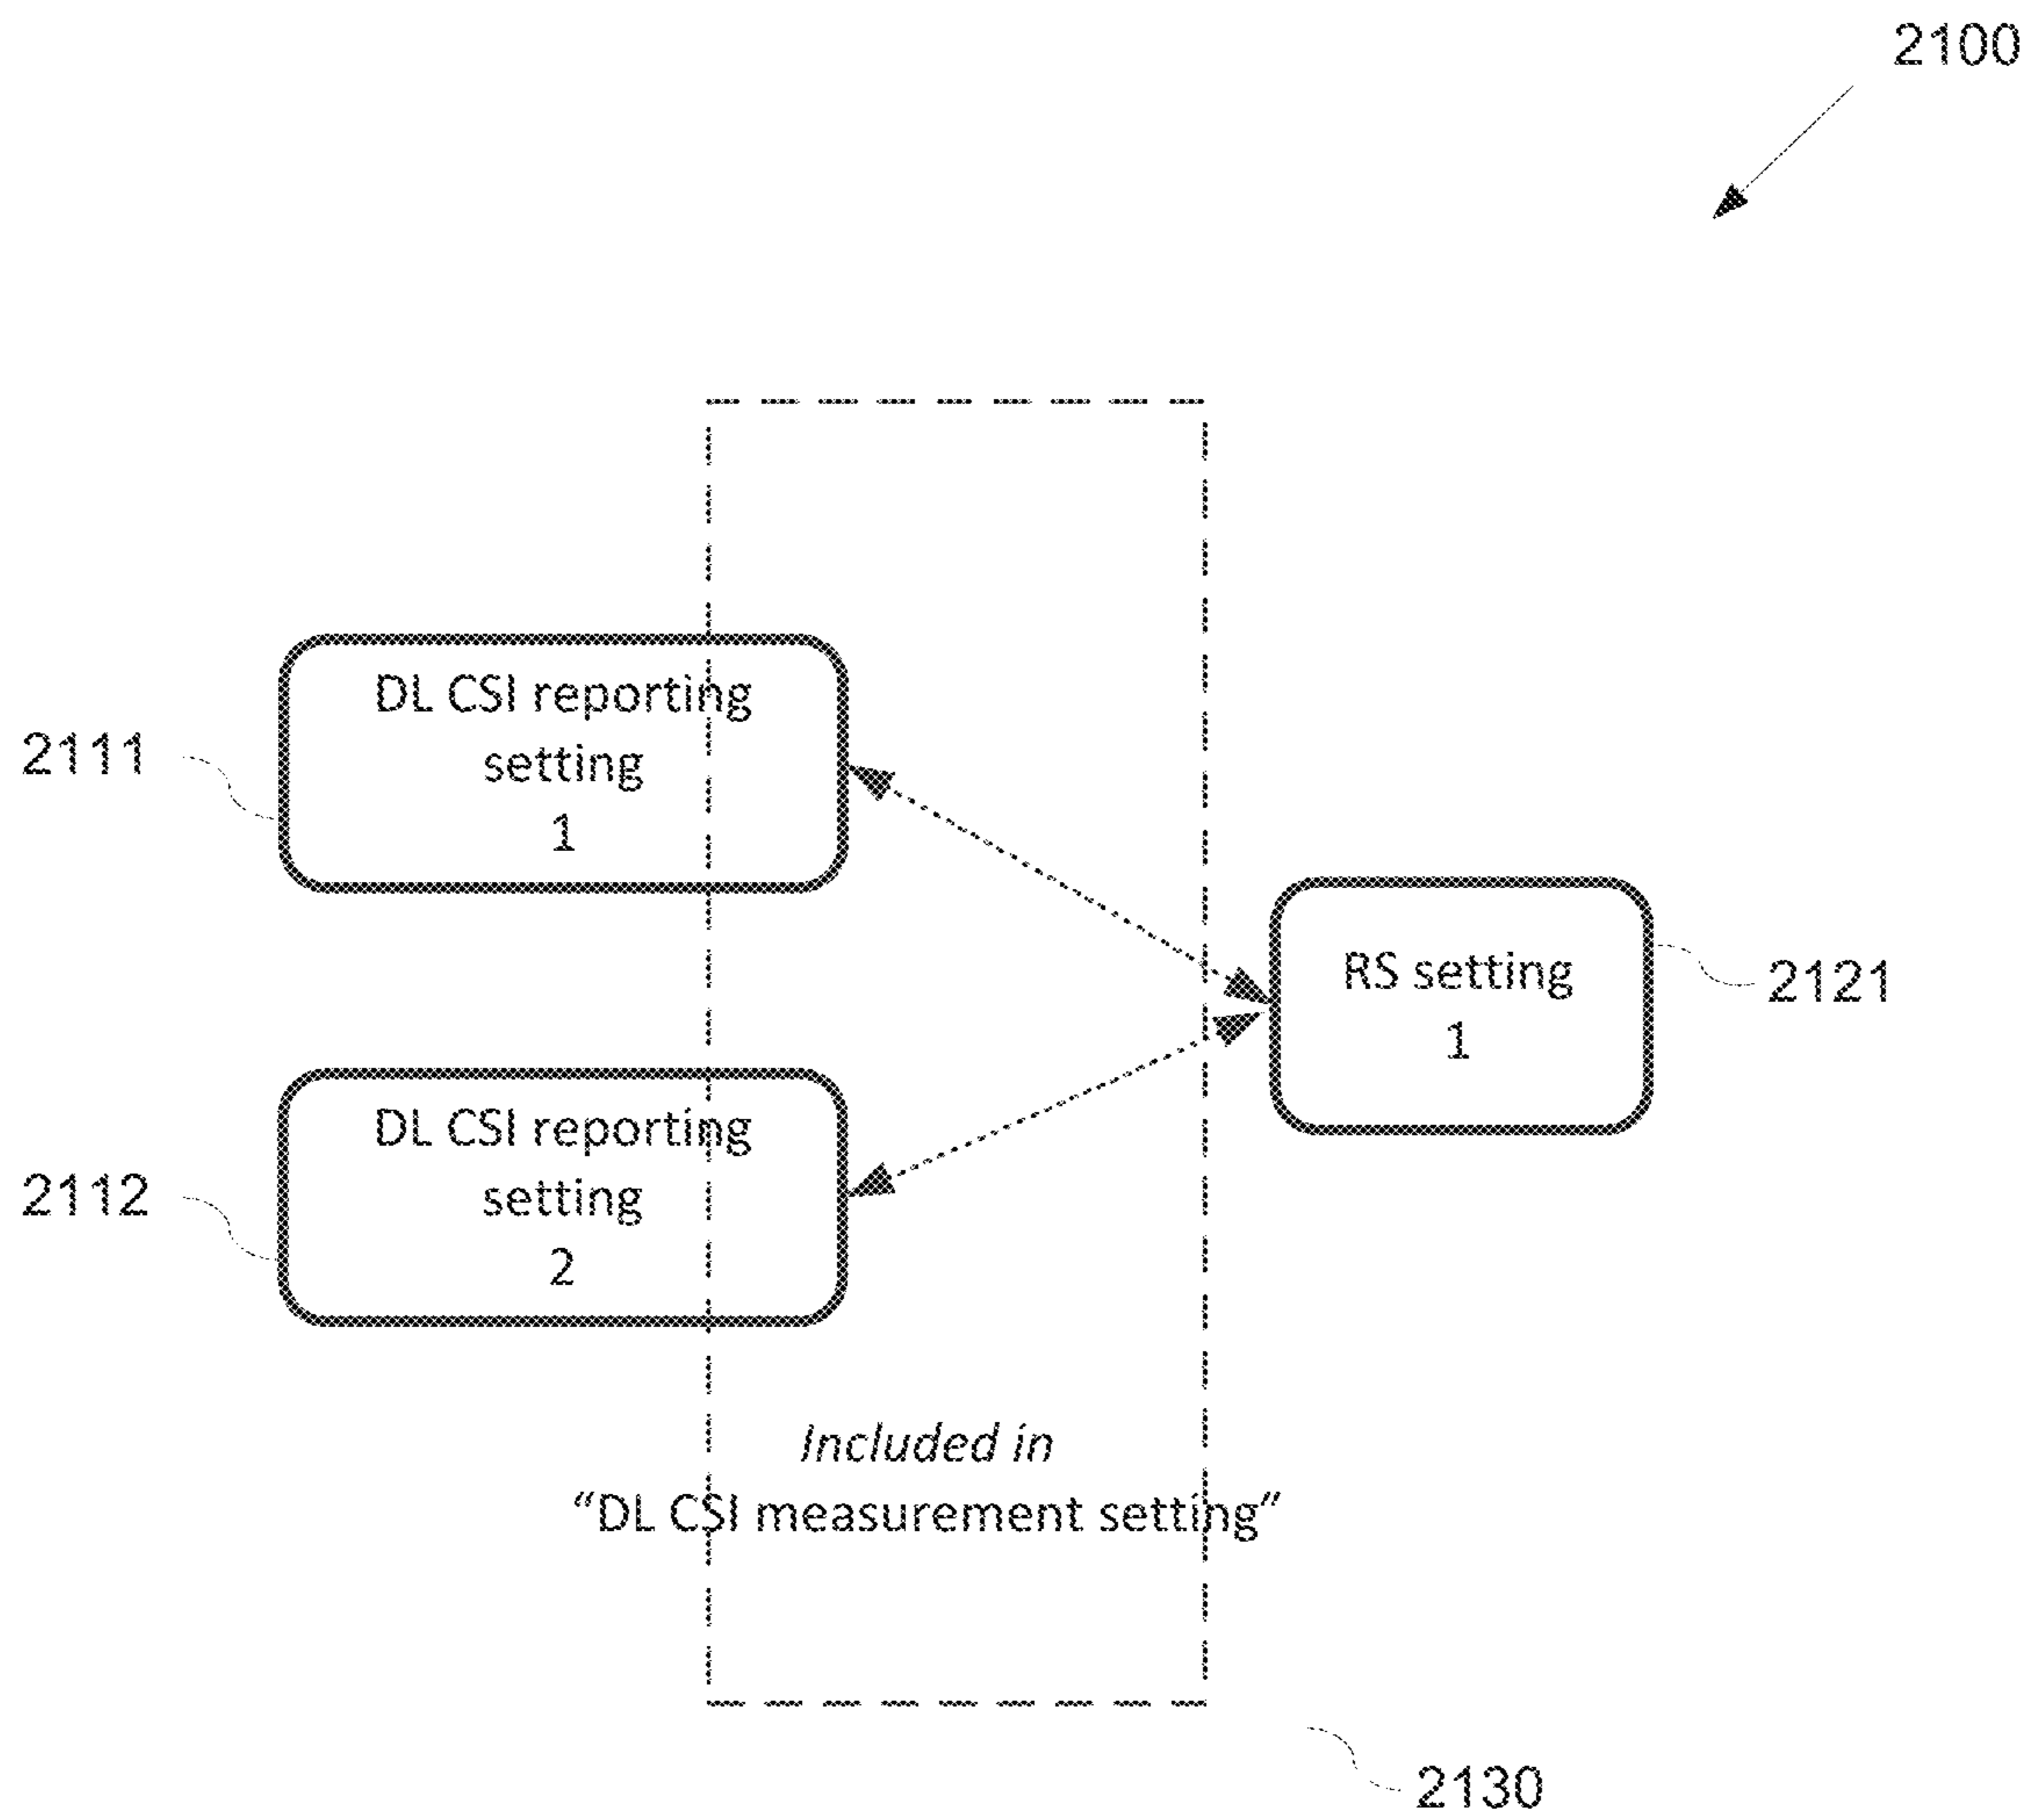 2100
DL CSI reporting
setting
1
2111
RS setting
1
2121
DL CSI reporting
setting
2
2112
Included in
“DL CSI measurement setting”
2130